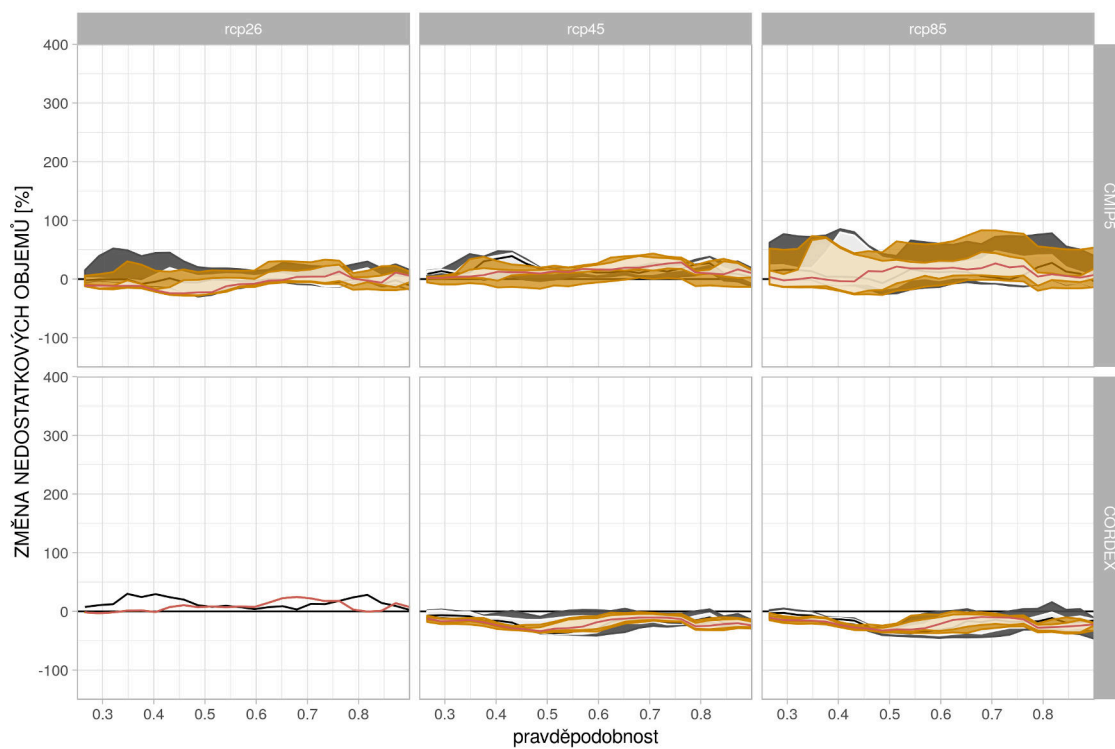 rcp26 rcp45 rcp85
400
300
200
100
0
-100
CMIP5
400
300
200
100
0
-100
CORDEX
ZMĚNA NEDOSTATKOVÝCH OBJEMŮ [%]
0.3 0.4 0.5 0.6 0.7 0.8 0.3 0.4 0.5 0.6 0.7 0.8 0.3 0.4 0.5 0.6 0.7 0.8
pravděpodobnost